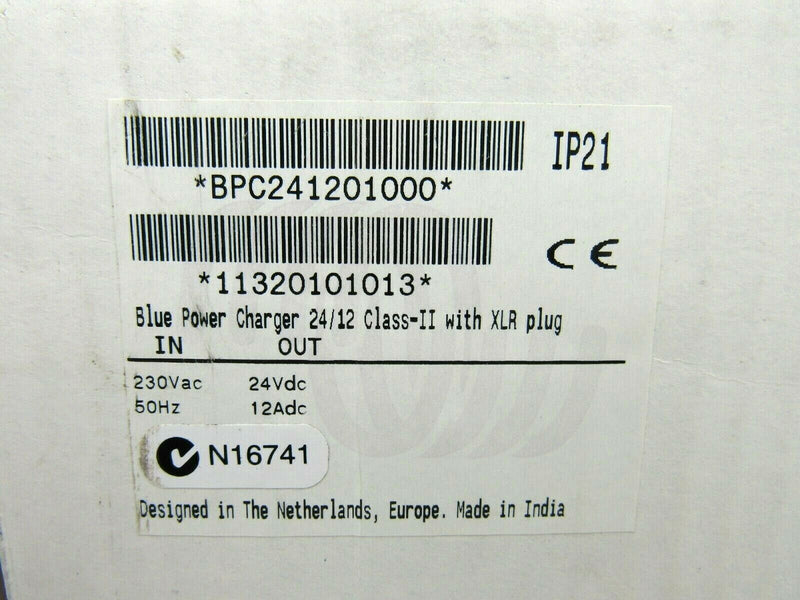 IP21
*BPC241201000*
CE
*11320101013*
Blue Power Charger 24/12 Class-II with XLR plug
IN OUT
230Vac 24Vdc
50Hz 12Adc
N16741
Designed in The Netherlands, Europe. Made in India